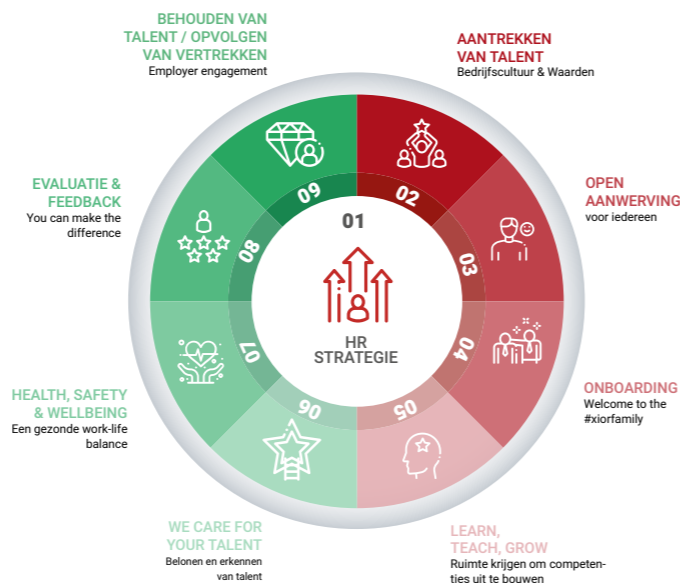 BEHOUDEN VAN
TALENT / OPVOLGEN
VAN VERTREKKEN
Employer engagement
AANTREKKEN
VAN TALENT
Bedrijfscultuur & Waarden
EVALUATIE &
FEEDBACK
You can make the
difference
OPEN
AANWERVING
voor iedereen
09
02
01
08
03
HR
STRATEGIE
07
04
06
05
HEALTH, SAFETY
& WELLBEING
Een gezonde work-life
balance
ONBOARDING
Welcome to the
#xiorfamily
WE CARE FOR
YOUR TALENT
Belonen en erkennen
van talent
LEARN,
TEACH, GROW
Ruimte krijgen om competen-
ties uit te bouwen